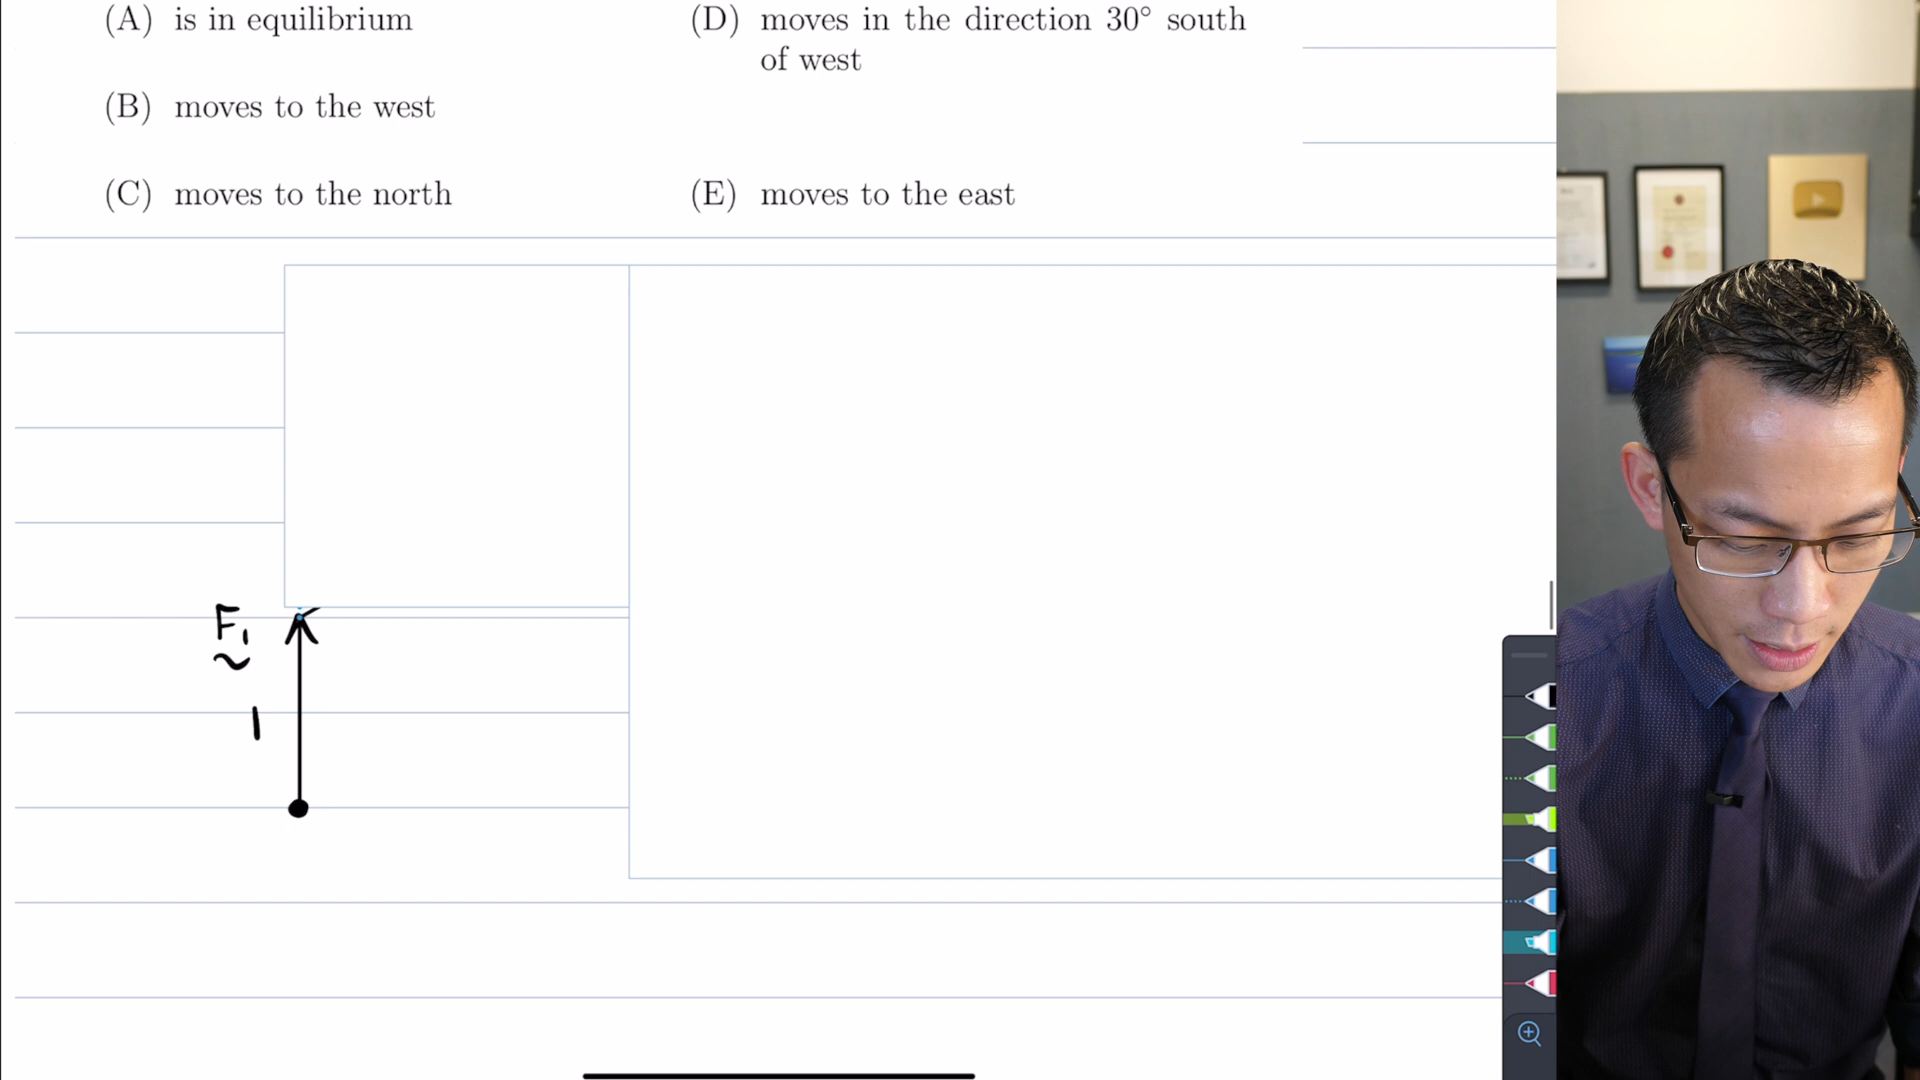 (A) is in equilibrium
(B) moves to the west
(C) moves to the north
(D) moves in the direction 30° south
of west
(E) moves to the east
F₁
~
1